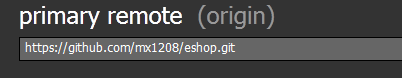 primary remote (origin)
https://github.com/mx1208/eshop.git